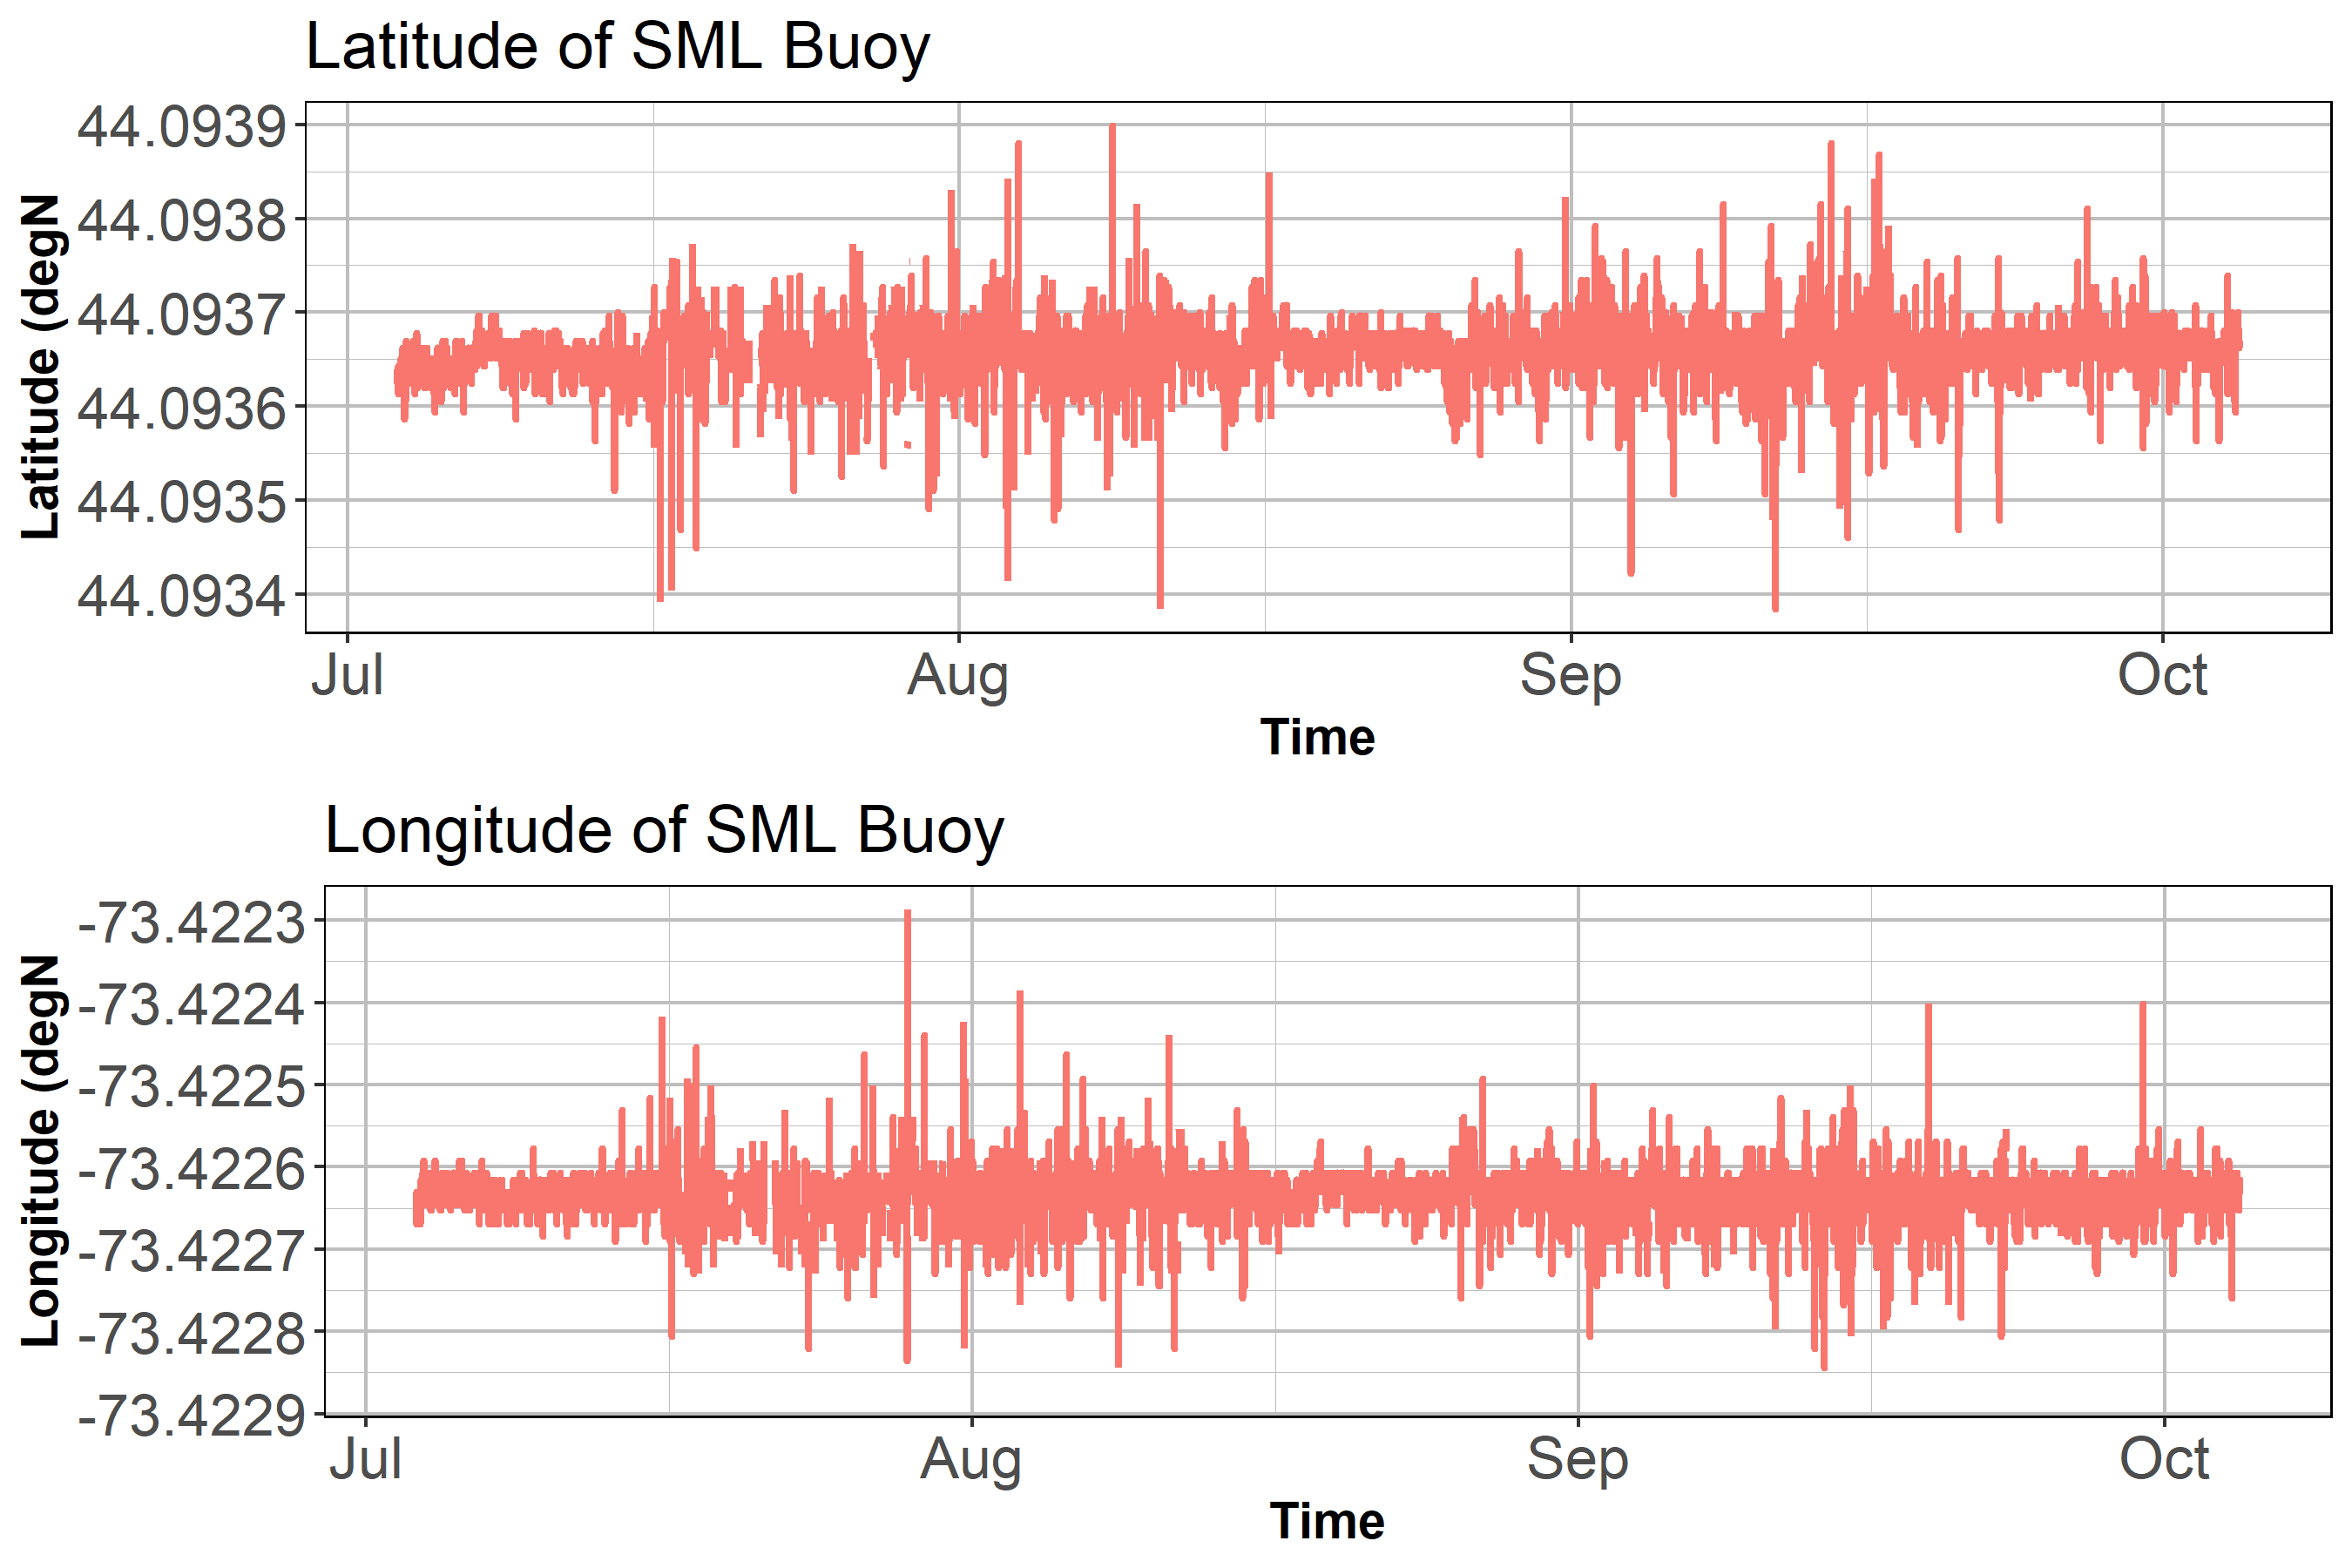 Latitude of SML Buoy
44.0939
44.0938
44.0937
44.0936
44.0935
44.0934
Latitude (degN
Jul Aug Sep Oct
Time
Longitude of SML Buoy
-73.4223
-73.4224
-73.4225
-73.4226
-73.4227
-73.4228
-73.4229
Longitude (degN
Jul Aug Sep Oct
Time